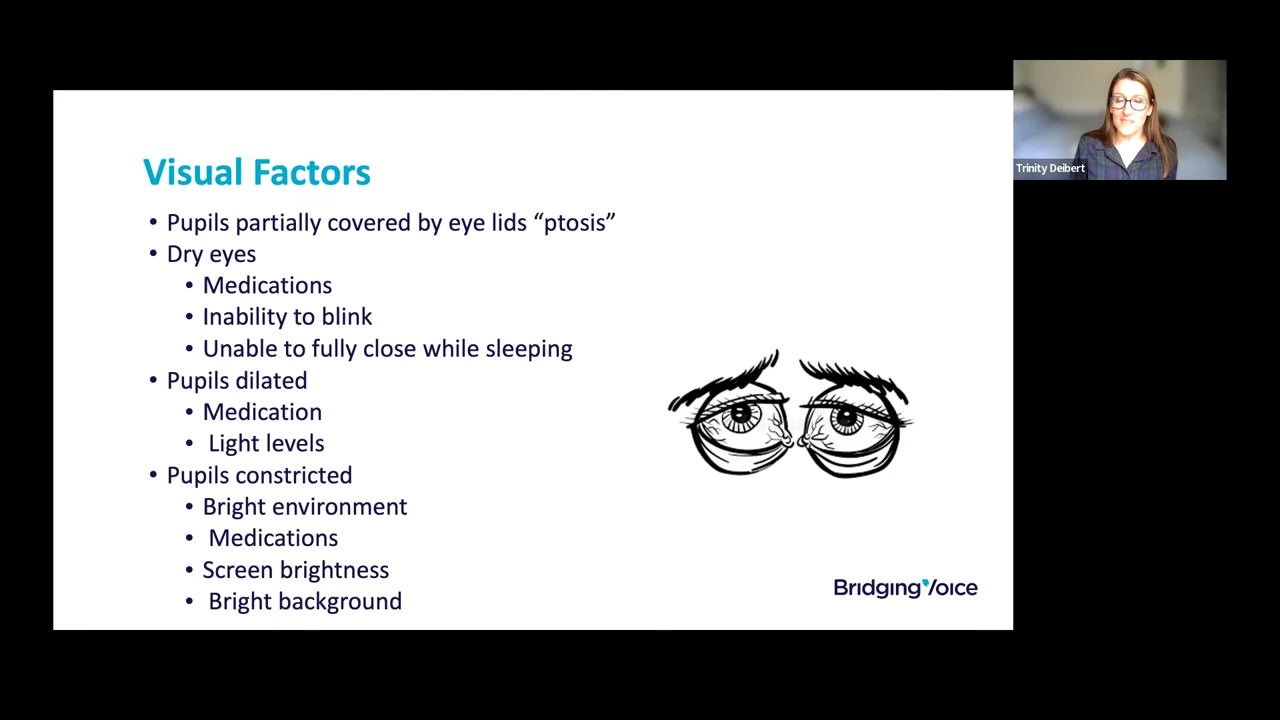 Visual Factors
• Pupils partially covered by eye lids “ptosis”
• Dry eyes
• Medications
• Inability to blink
• Unable to fully close while sleeping
• Pupils dilated
• Medication
• Light levels
• Pupils constricted
• Bright environment
• Medications
• Screen brightness
• Bright background
BridgingVoice
Trinity Deibert